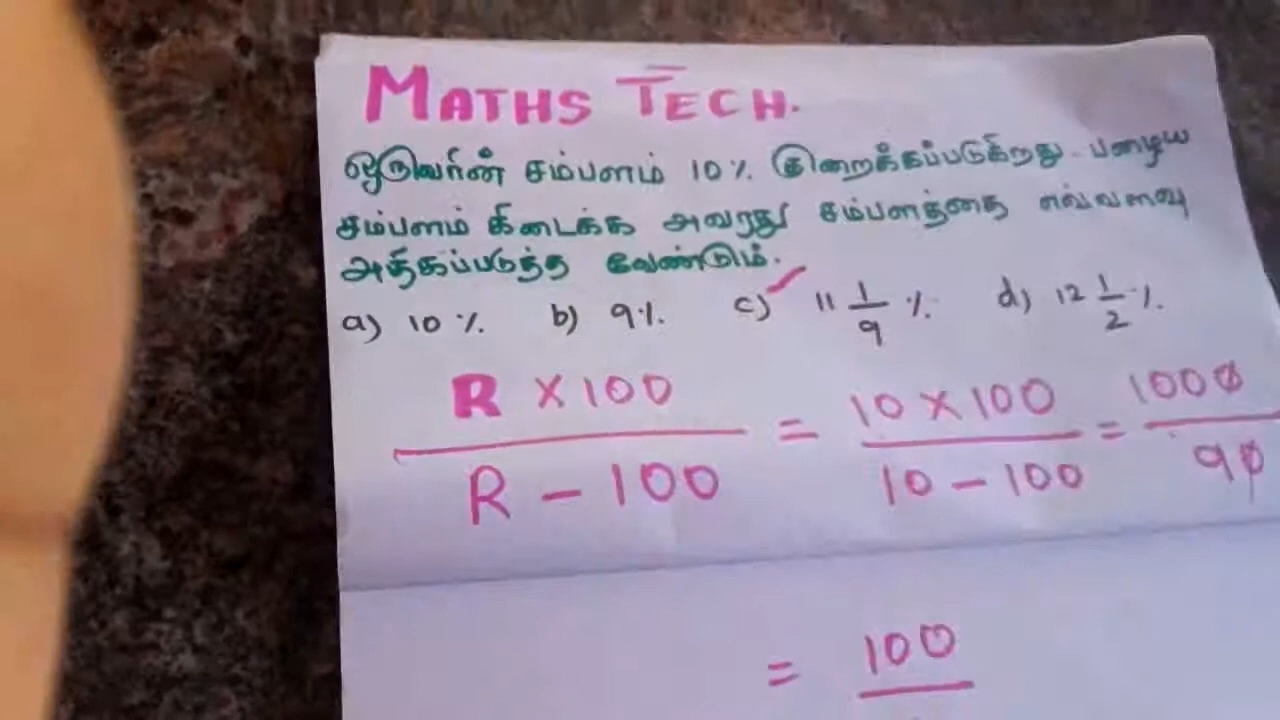 MATHS TECH.
ஒருவரின் சம்பளம் 10% குறைக்கப்படுகிறது. பழைய
சம்பளம் கிடைக்க அவரது சம்பளத்தை எவ்வளவு
அதிகப்படுத்த வேண்டும்.
a) 10% b) 9% c) 11 1/9 % d) 12 1/2 %
R × 100 / R - 100 = 10 × 100 / 10 - 100 = 1000 / 90
= 100